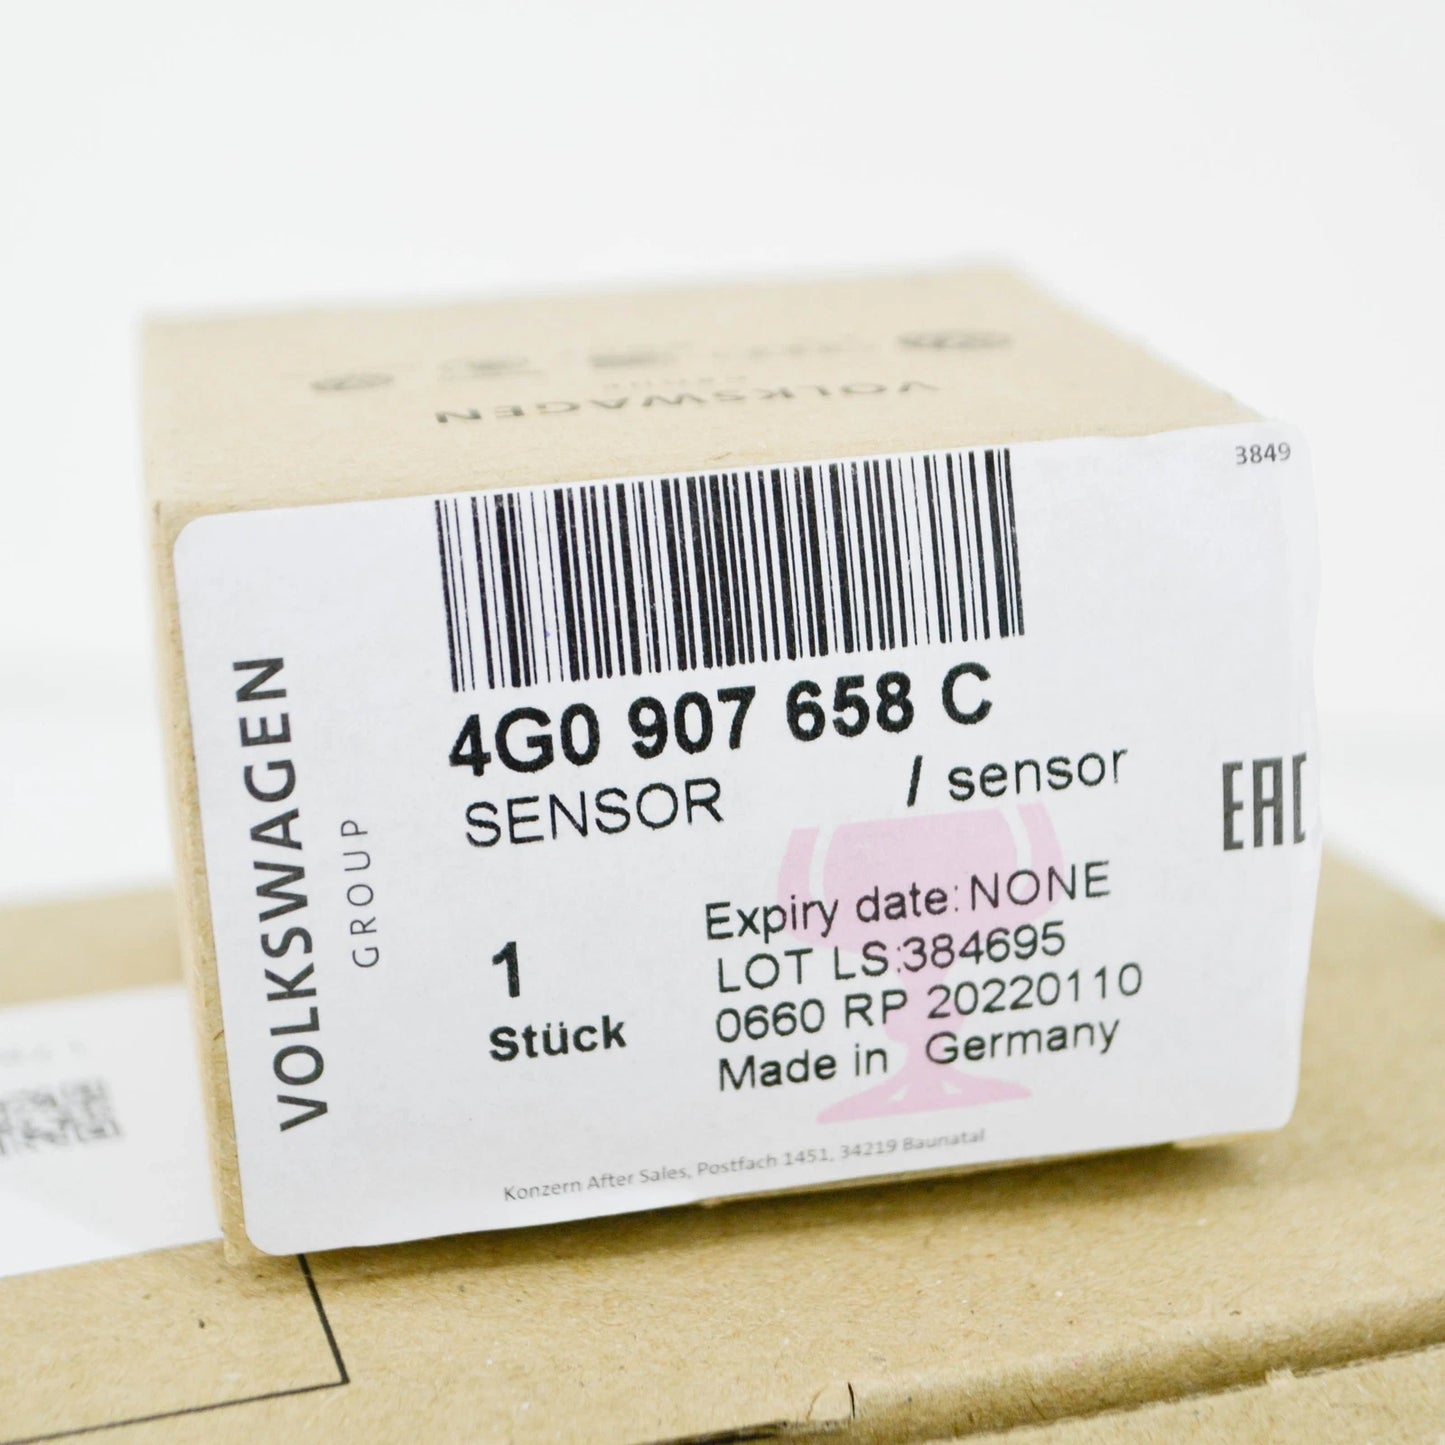 VOLKSWAGEN
GROUP
3849
4G0 907 658 C
SENSOR / sensor
EAC
Expiry date: NONE
LOT LS:384695
0660 RP 20220110
Made in Germany
1
Stück
VOLKSWAGEN
GROUP
Konzern After Sales, Postfach 1451, 34219 Baunatal